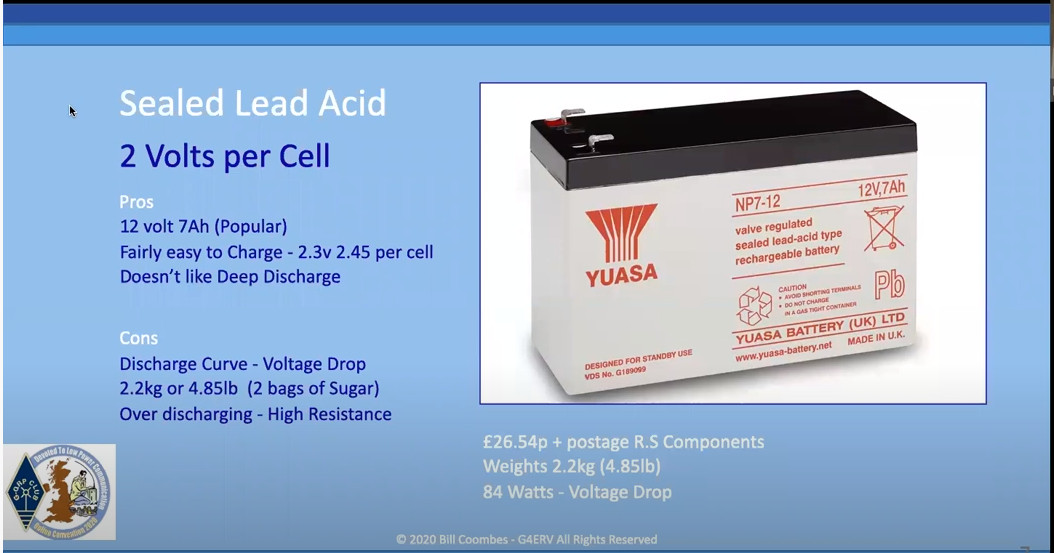 Sealed Lead Acid
2 Volts per Cell
Pros
12 volt 7Ah (Popular)
Fairly easy to Charge - 2.3v 2.45 per cell
Doesn't like Deep Discharge
Cons
Discharge Curve - Voltage Drop
2.2kg or 4.85lb (2 bags of Sugar)
Over discharging - High Resistance
YUASA
DESIGNED FOR STANDBY USE
VDS No. G189099
NP7-12
12V,7Ah
valve regulated
sealed lead-acid type
rechargeable battery
CAUTION
• AVOID SHORTING TERMINALS
• DO NOT CHARGE
IN A GAS TIGHT CONTAINER
Pb
YUASA BATTERY (UK) LTD
www.yuasa-battery.net
MADE IN U.K.
£26.54p + postage R.S Components
Weights 2.2kg (4.85lb)
84 Watts - Voltage Drop
Devoted To Low Power Communication
G QRP CLUB
Online Convention 2020
© 2020 Bill Coombes - G4ERV All Rights Reserved